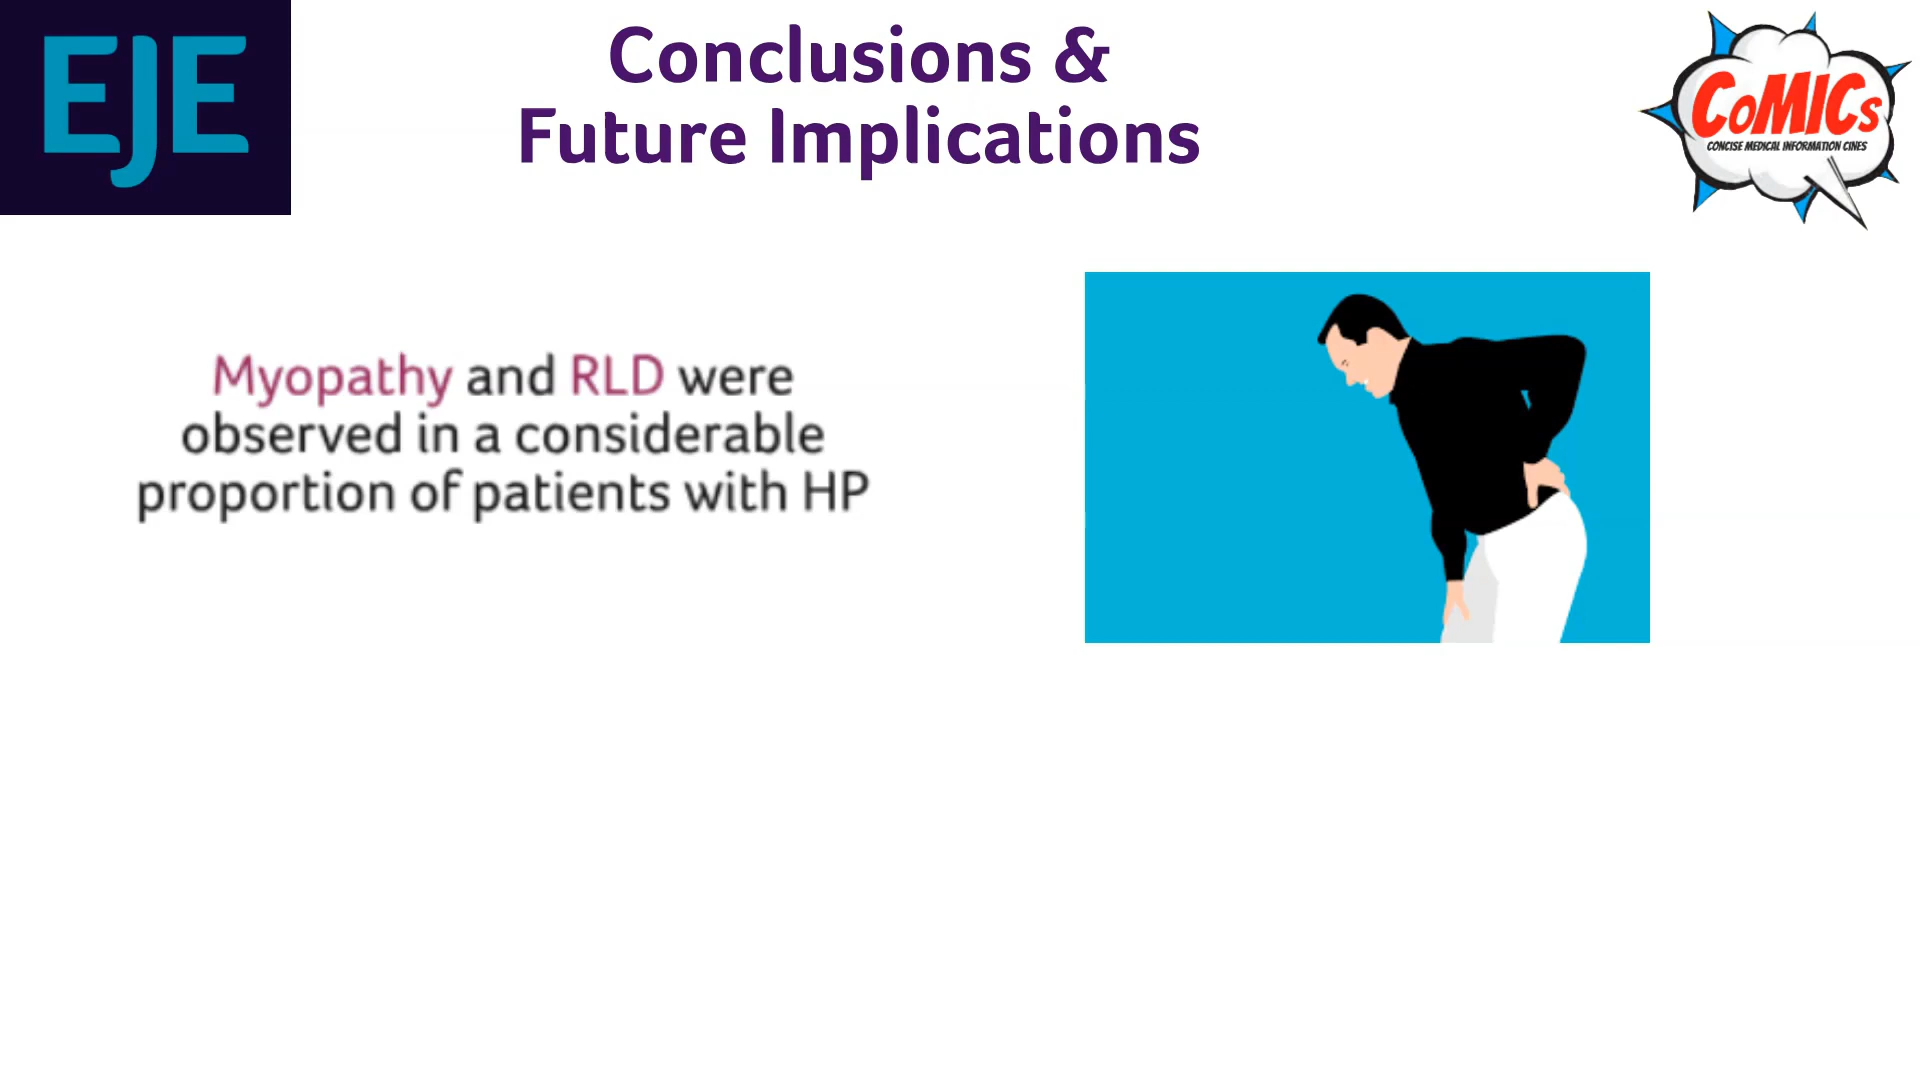 EJE
Conclusions &
Future Implications
CoMICs
CONCISE MEDICAL INFORMATION CINES
Myopathy and RLD were
observed in a considerable
proportion of patients with HP